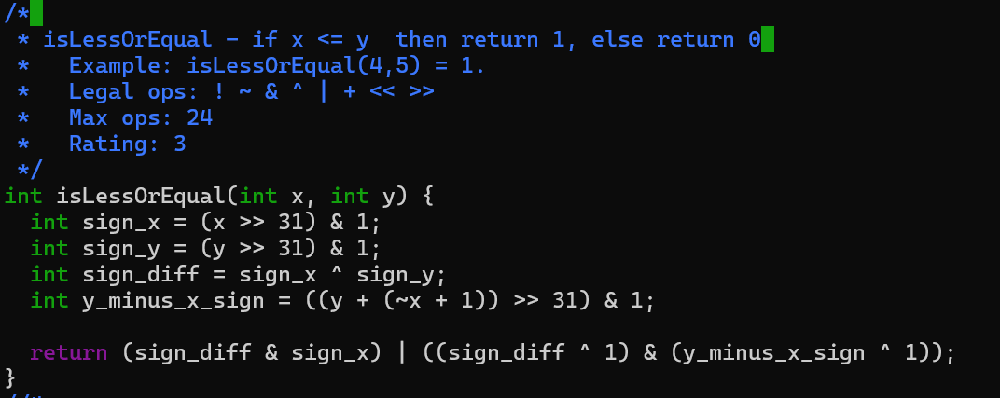 /*
 * isLessOrEqual - if x <= y  then return 1, else return 0
 *   Example: isLessOrEqual(4,5) = 1.
 *   Legal ops: ! ~ & ^ | + << >>
 *   Max ops: 24
 *   Rating: 3
 */
int isLessOrEqual(int x, int y) {
  int sign_x = (x >> 31) & 1;
  int sign_y = (y >> 31) & 1;
  int sign_diff = sign_x ^ sign_y;
  int y_minus_x_sign = ((y + (~x + 1)) >> 31) & 1;

  return (sign_diff & sign_x) | ((sign_diff ^ 1) & (y_minus_x_sign ^ 1));
}